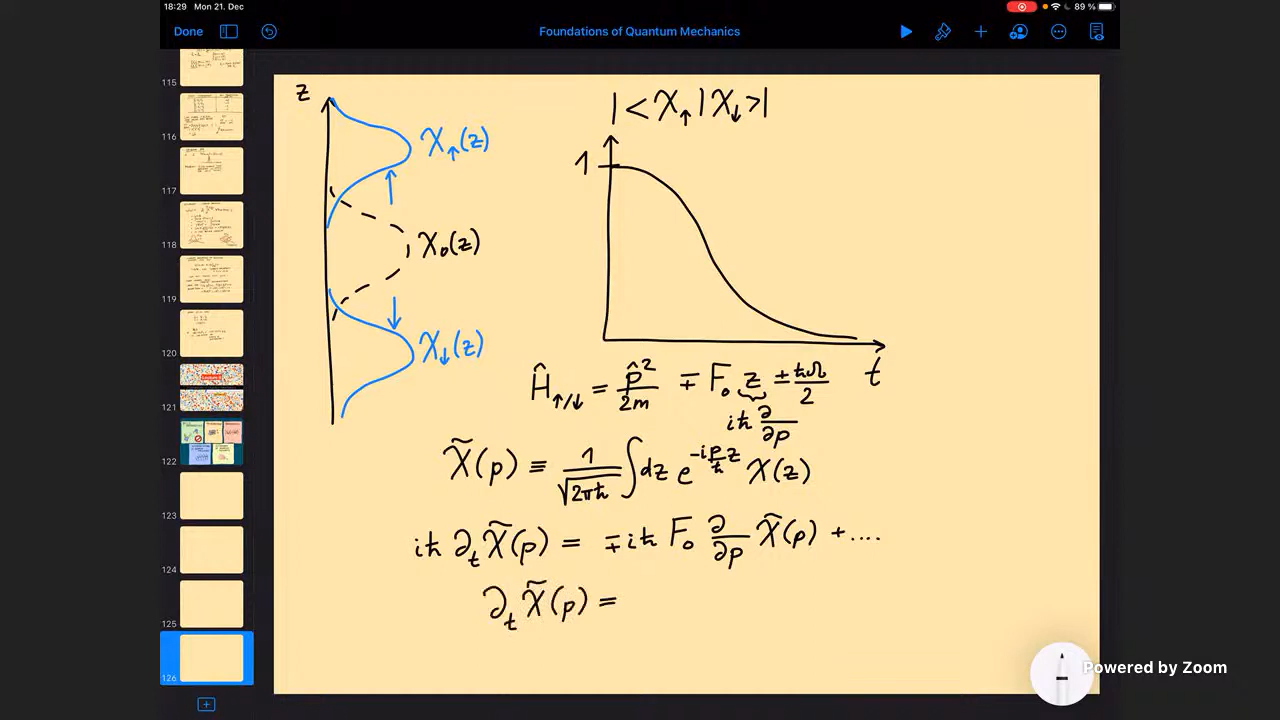 18:29 Mon 21. Dec
89 %
Done
Foundations of Quantum Mechanics
115
116
117
118
119
120
121
122
123
124
125
126
z
χ↑(z)
χ₀(z)
χ↓(z)
|<χ↑|χ↓>|
1
t
Ĥ↑/↓ = p̂²/2m ∓ F₀ z ± ħΩ/2
iħ ∂/∂p
χ̃(p) ≡ 1/√2πħ ∫dz e^(-i p/ħ z) χ(z)
iħ ∂ₜ χ̃(p) = ∓iħ F₀ ∂/∂p χ̃(p) + ....
∂ₜ χ̃(p) =
Powered by Zoom